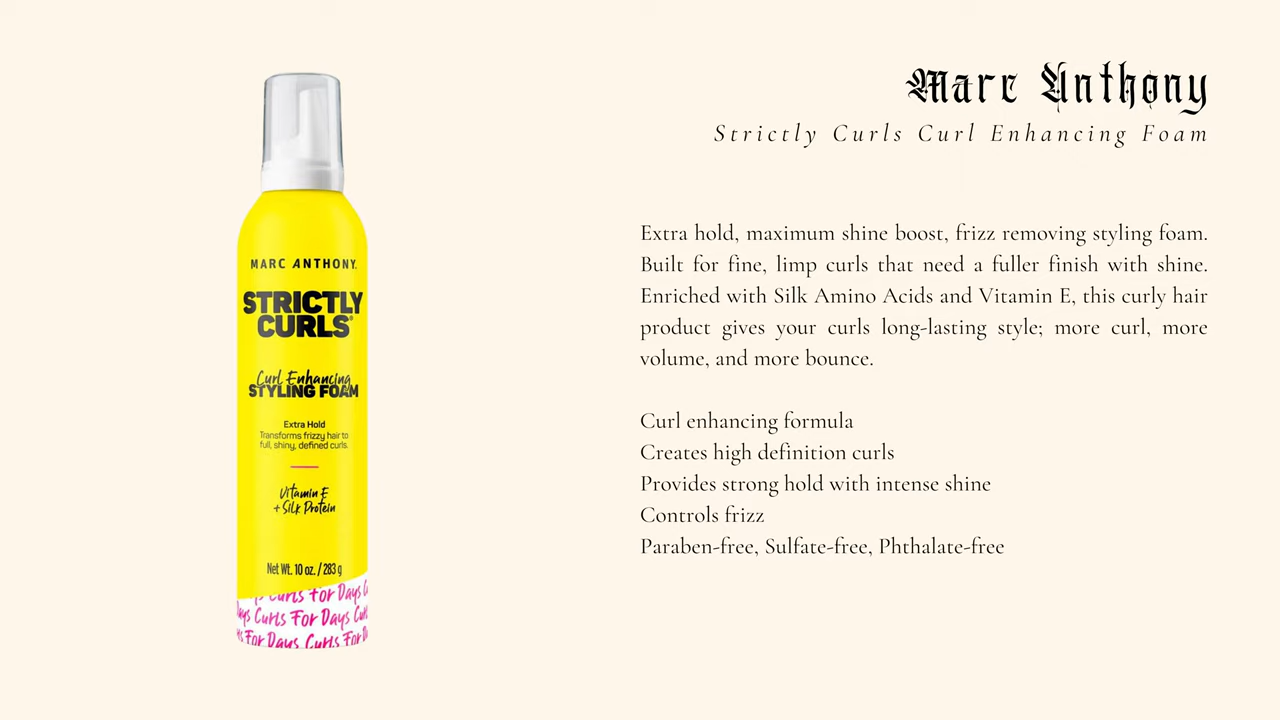 Marc Anthony
Strictly Curls Curl Enhancing Foam
Extra hold, maximum shine boost, frizz removing styling foam.
Built for fine, limp curls that need a fuller finish with shine.
Enriched with Silk Amino Acids and Vitamin E, this curly hair
product gives your curls long-lasting style; more curl, more
volume, and more bounce.
Curl enhancing formula
Creates high definition curls
Provides strong hold with intense shine
Controls frizz
Paraben-free, Sulfate-free, Phthalate-free
MARC ANTHONY.
STRICTLY
CURLS®
Curl Enhancing
STYLING FOAM
Extra Hold
Transforms frizzy hair to
full, shiny, defined curls.
Vitamin E
+ Silk Protein
Net Wt. 10 oz. / 283 g
Curls For Days
Curls For Days
For Days Curls For